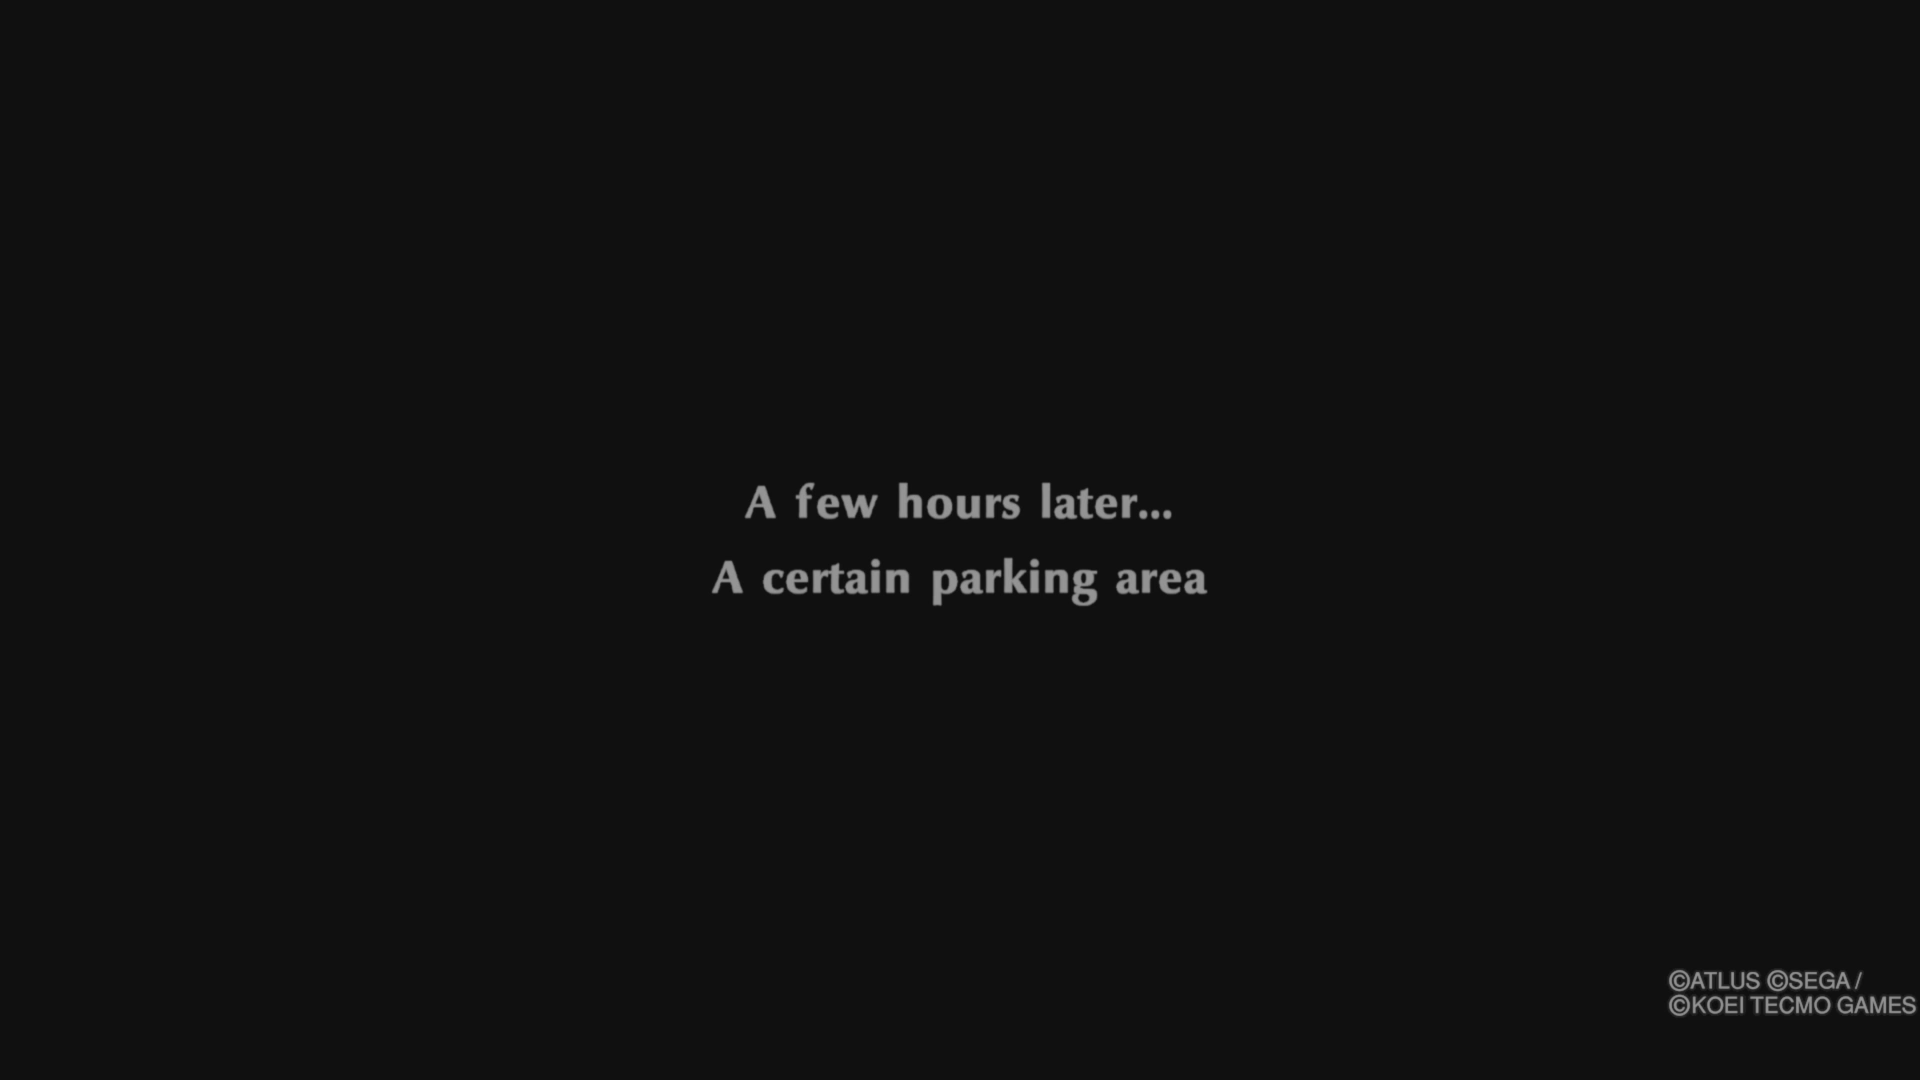 A few hours later...
A certain parking area
©ATLUS ©SEGA /
©KOEI TECMO GAMES